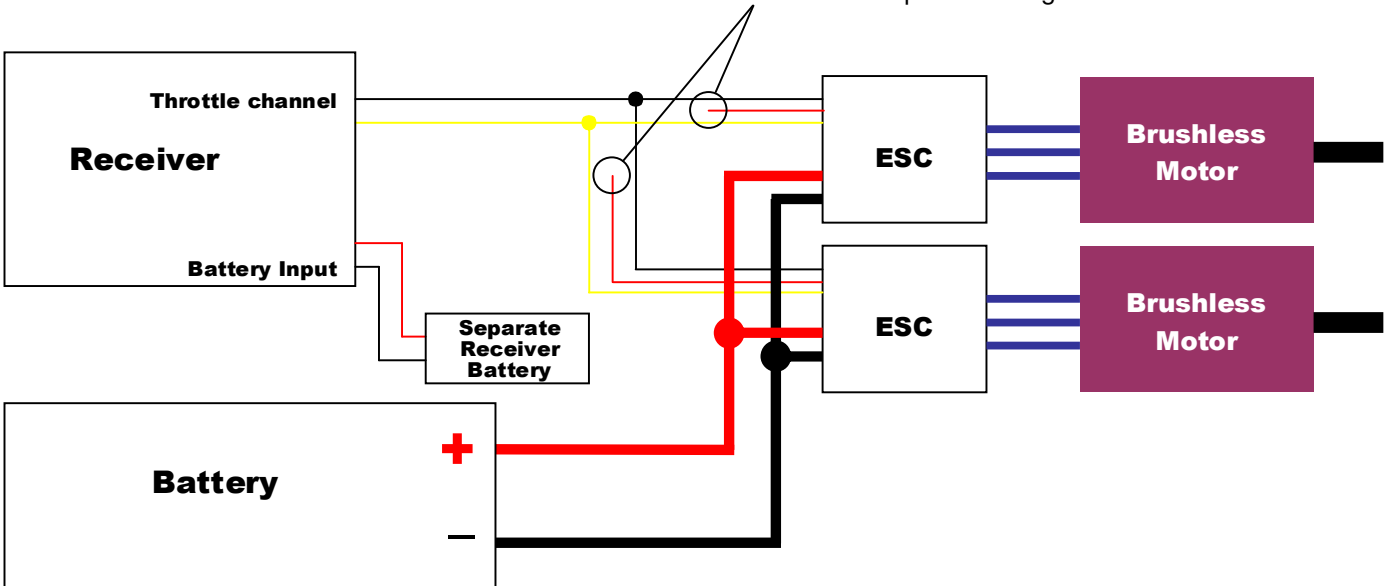 Throttle channel
Receiver
Battery Input
Separate
Receiver
Battery
Battery
+
–
ESC
Brushless
Motor
ESC
Brushless
Motor